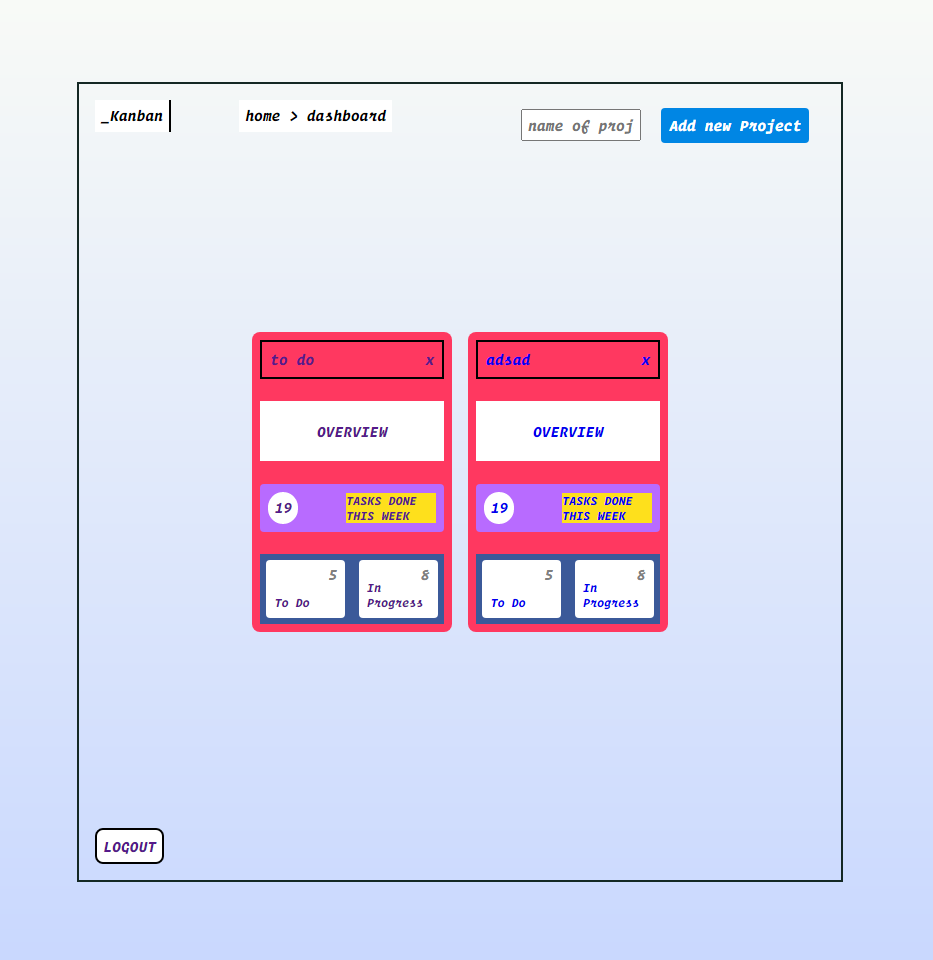 _Kanban
home > dashboard
name of proj
Add new Project
to do x
OVERVIEW
19
TASKS DONE
THIS WEEK
5
To Do
8
In
Progress
adsad x
OVERVIEW
19
TASKS DONE
THIS WEEK
5
To Do
8
In
Progress
LOGOUT